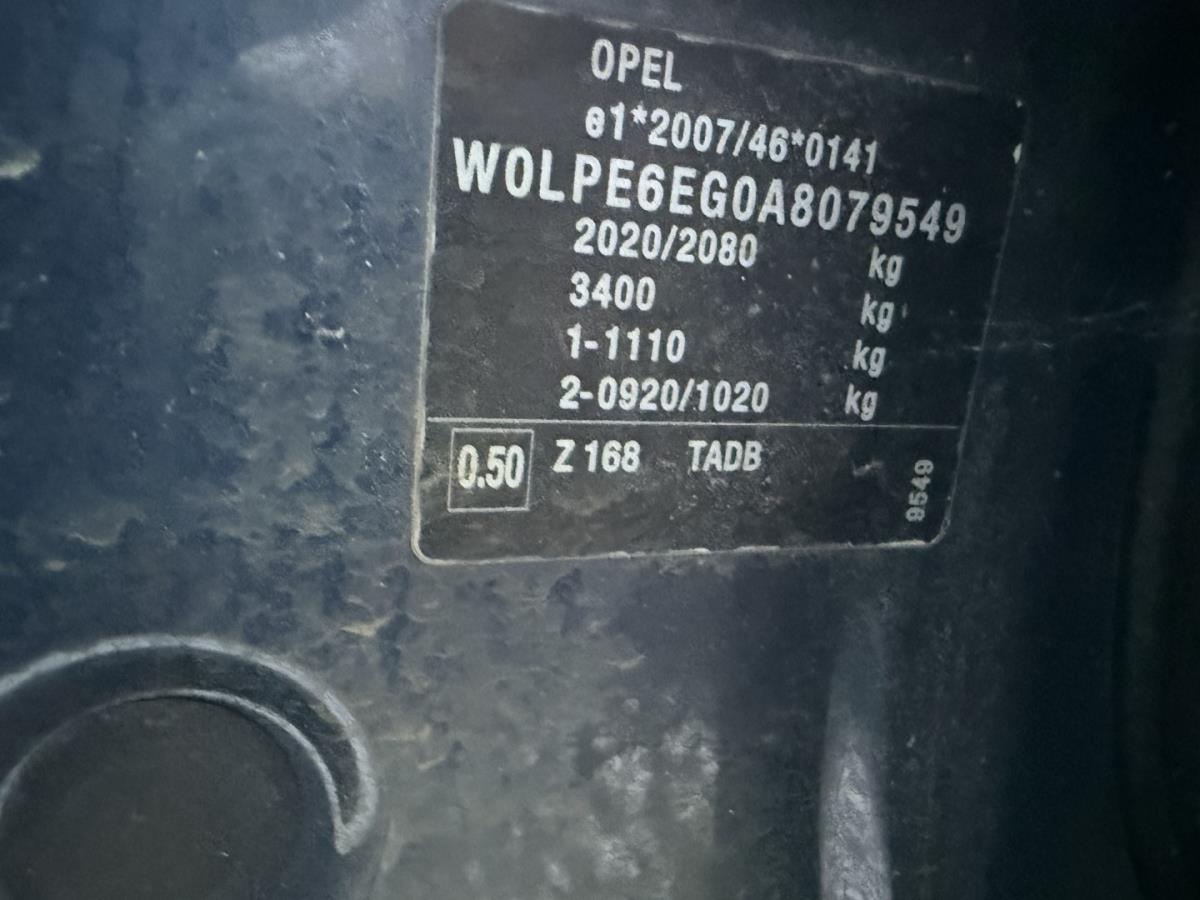 OPEL
e1*2007/46*0141
W0LPE6EG0A8079549
2020/2080 kg
3400 kg
1-1110 kg
2-0920/1020 kg
0.50 Z 168 TADB
9549